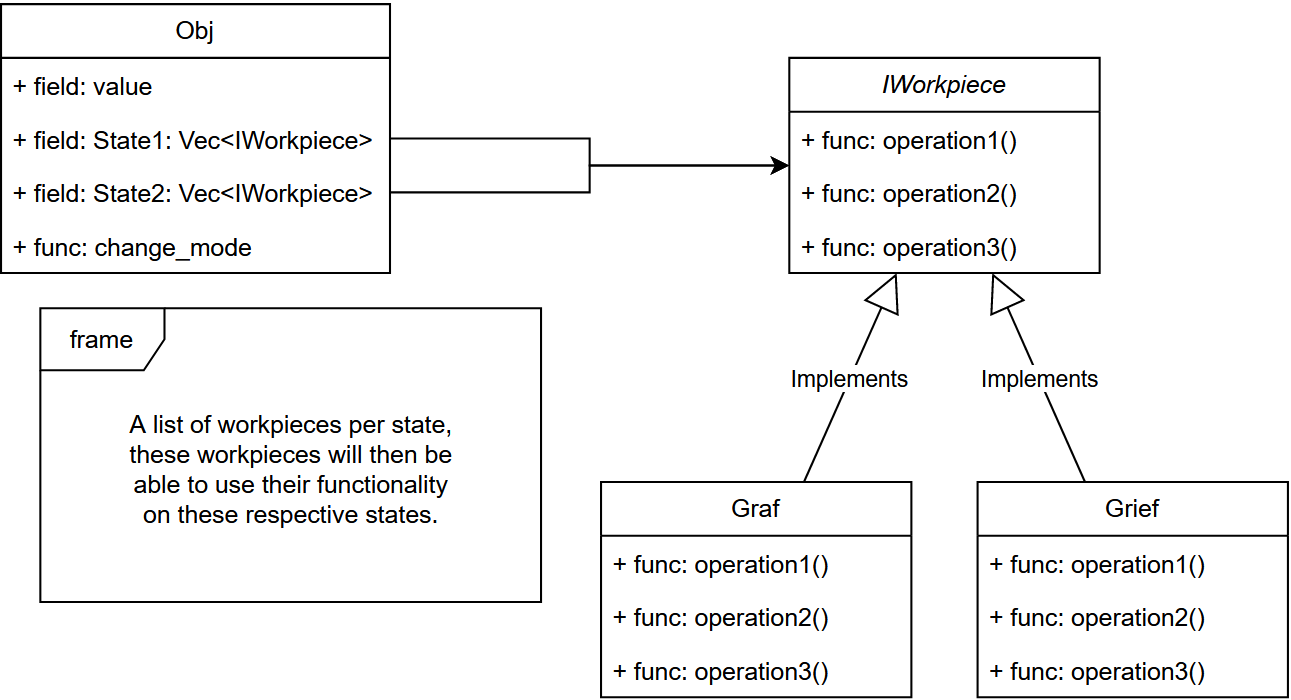 Obj
+ field: value
+ field: State1: Vec<IWorkpiece>
+ field: State2: Vec<IWorkpiece>
+ func: change_mode
IWorkpiece
+ func: operation1()
+ func: operation2()
+ func: operation3()
frame
A list of workpieces per state,
these workpieces will then be
able to use their functionality
on these respective states.
Implements
Implements
Graf
+ func: operation1()
+ func: operation2()
+ func: operation3()
Grief
+ func: operation1()
+ func: operation2()
+ func: operation3()